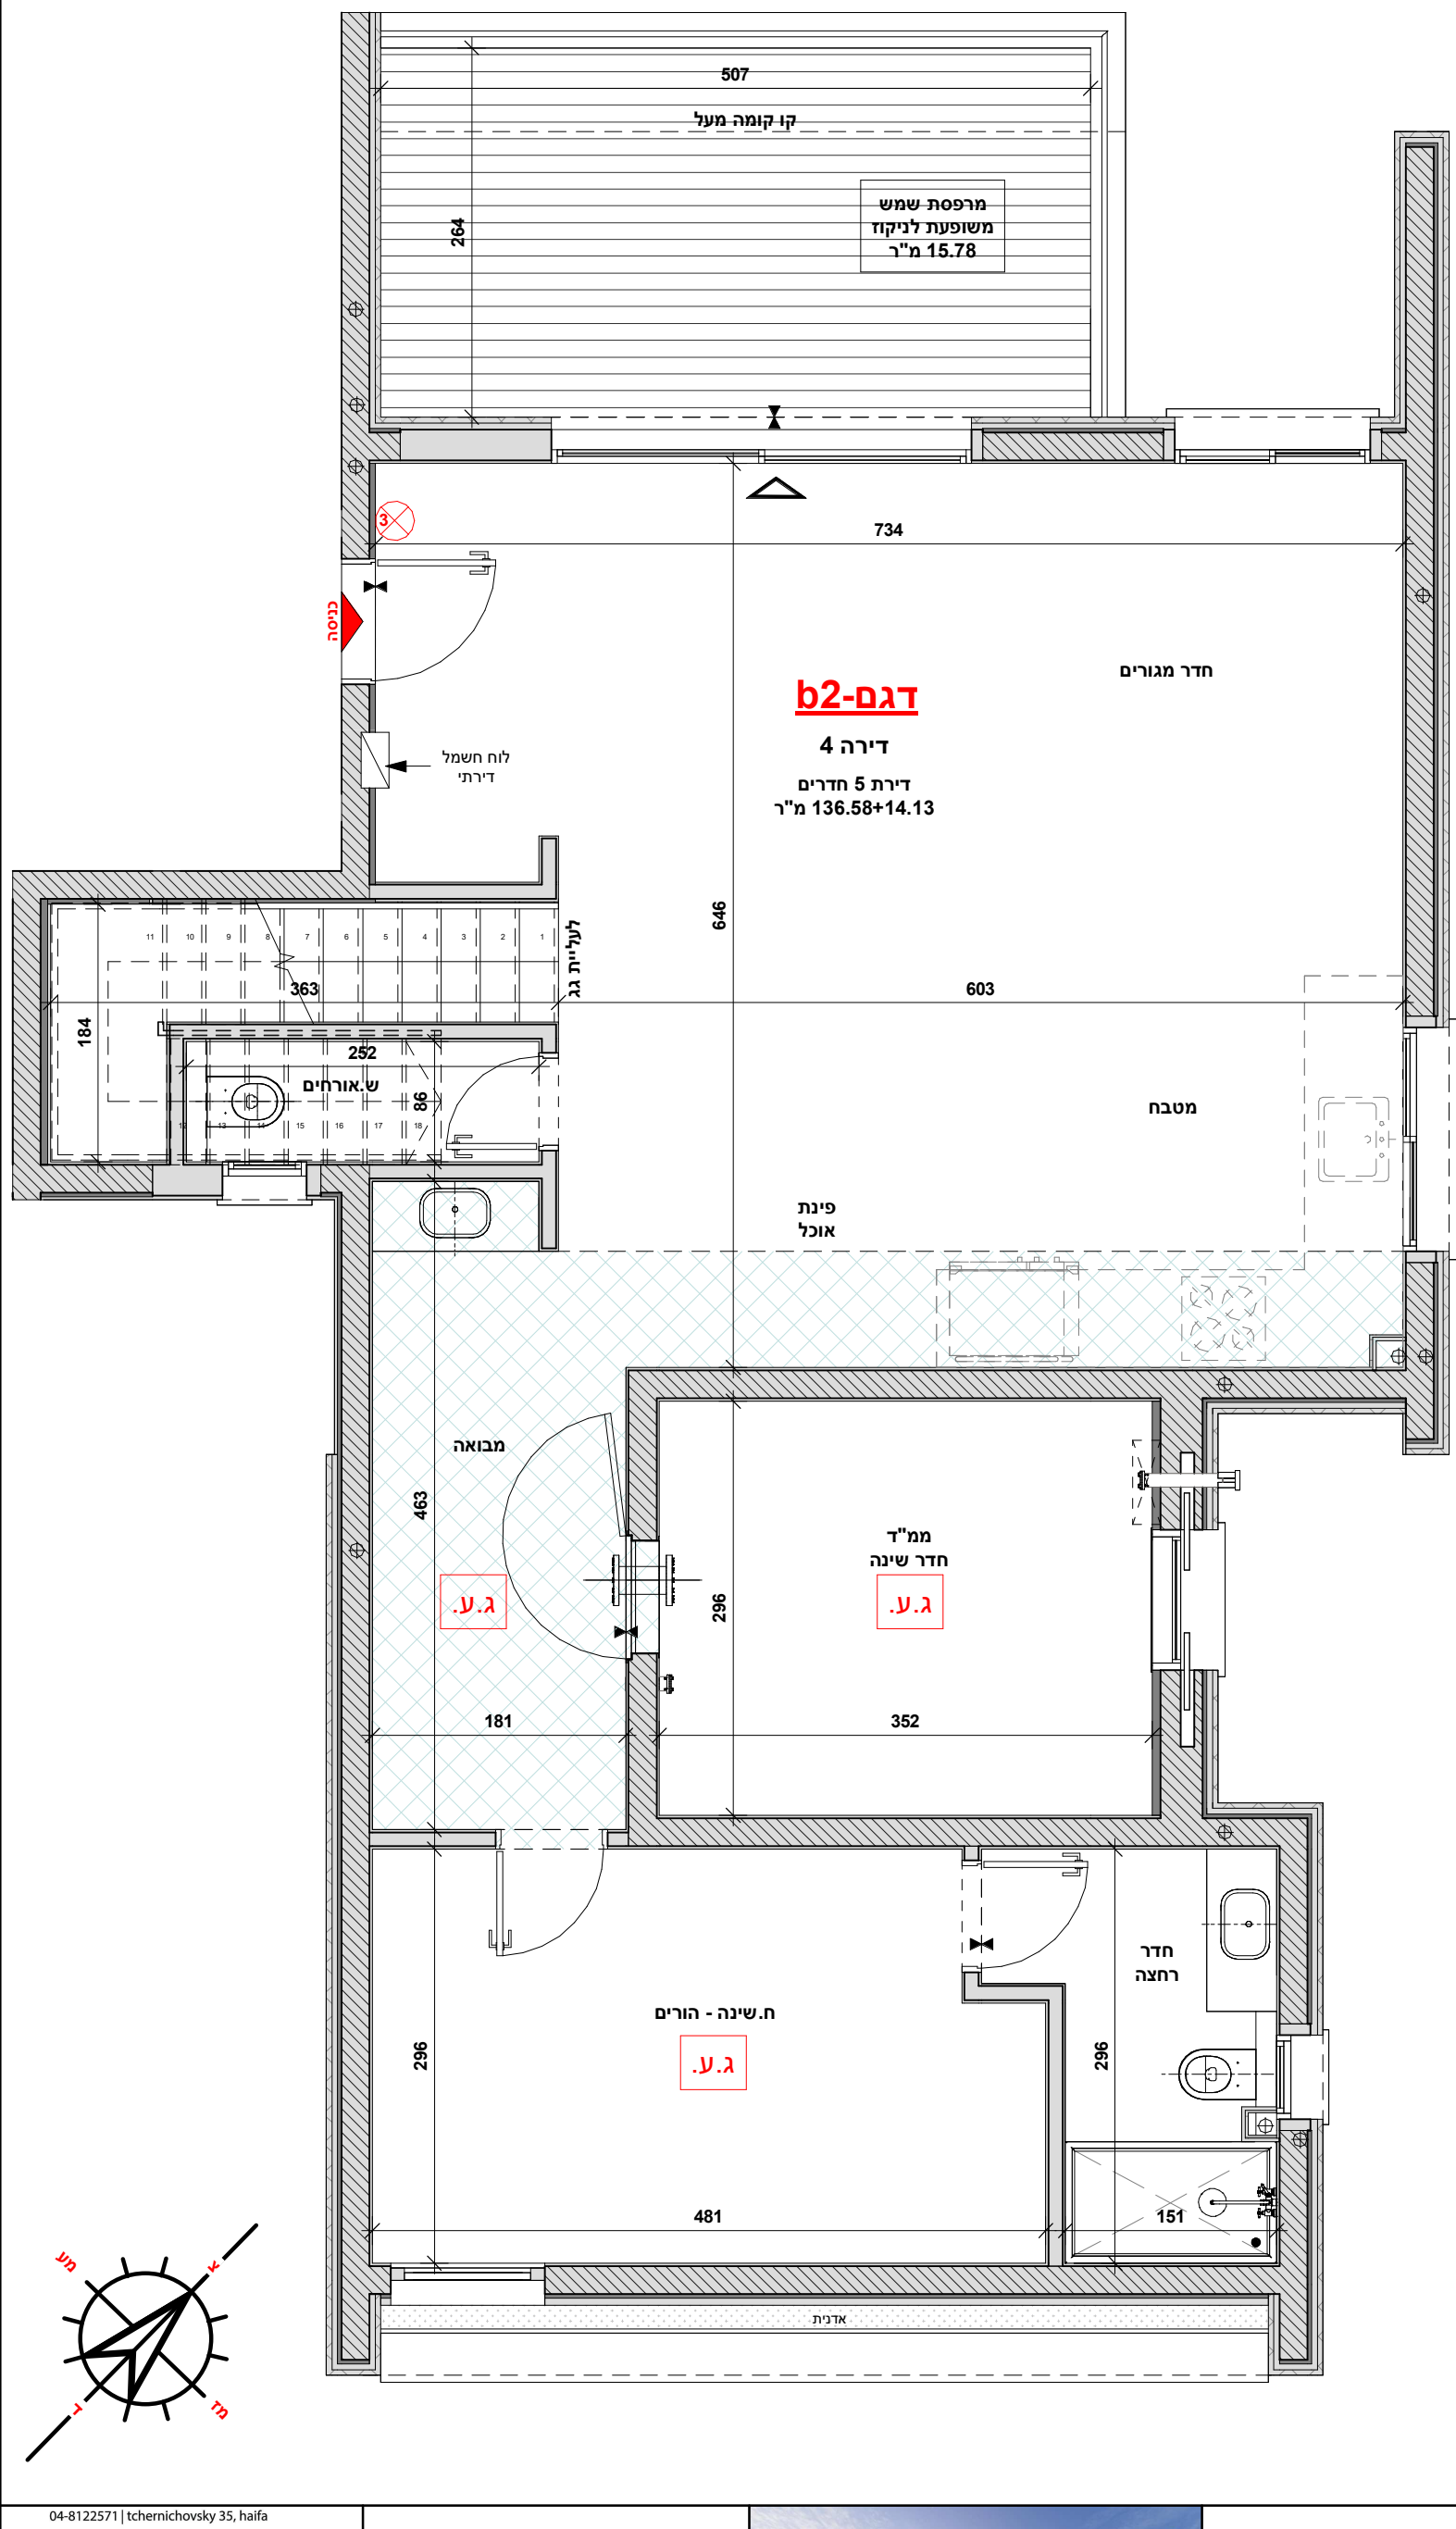 507
קו קומה מעל
264
מרפסת שמש
משופעת לניקוז
15.78 מ"ר
3
734
כניסה
חדר מגורים
דגם-b2
דירה 4
דירת 5 חדרים
136.58+14.13 מ"ר
לוח חשמל
דירתי
646
לעליית גג
11 10 9 8 7 6 5 4 3 2 1
363
603
184
252
ש.אורחים
86
12 13 14 15 16 17 18
מטבח
פינת
אוכל
מבואה
463
ג.ע.
ממ"ד
חדר שינה
ג.ע.
296
181
352
חדר
רחצה
ח.שינה - הורים
ג.ע.
296
296
481
151
אדנית
מע
צ
ד
מז
04-8122571 | tchernichovsky 35, haifa